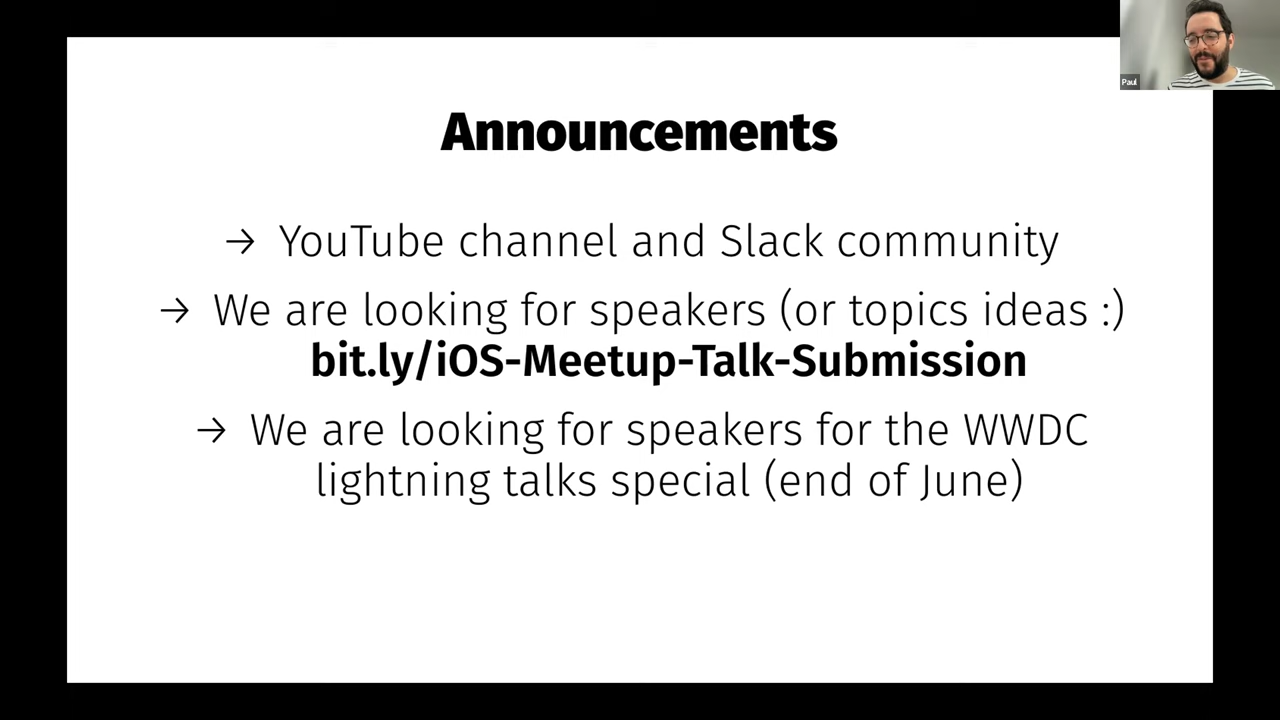 Paul
Announcements
→ YouTube channel and Slack community
→ We are looking for speakers (or topics ideas :)
bit.ly/iOS-Meetup-Talk-Submission
→ We are looking for speakers for the WWDC
lightning talks special (end of June)